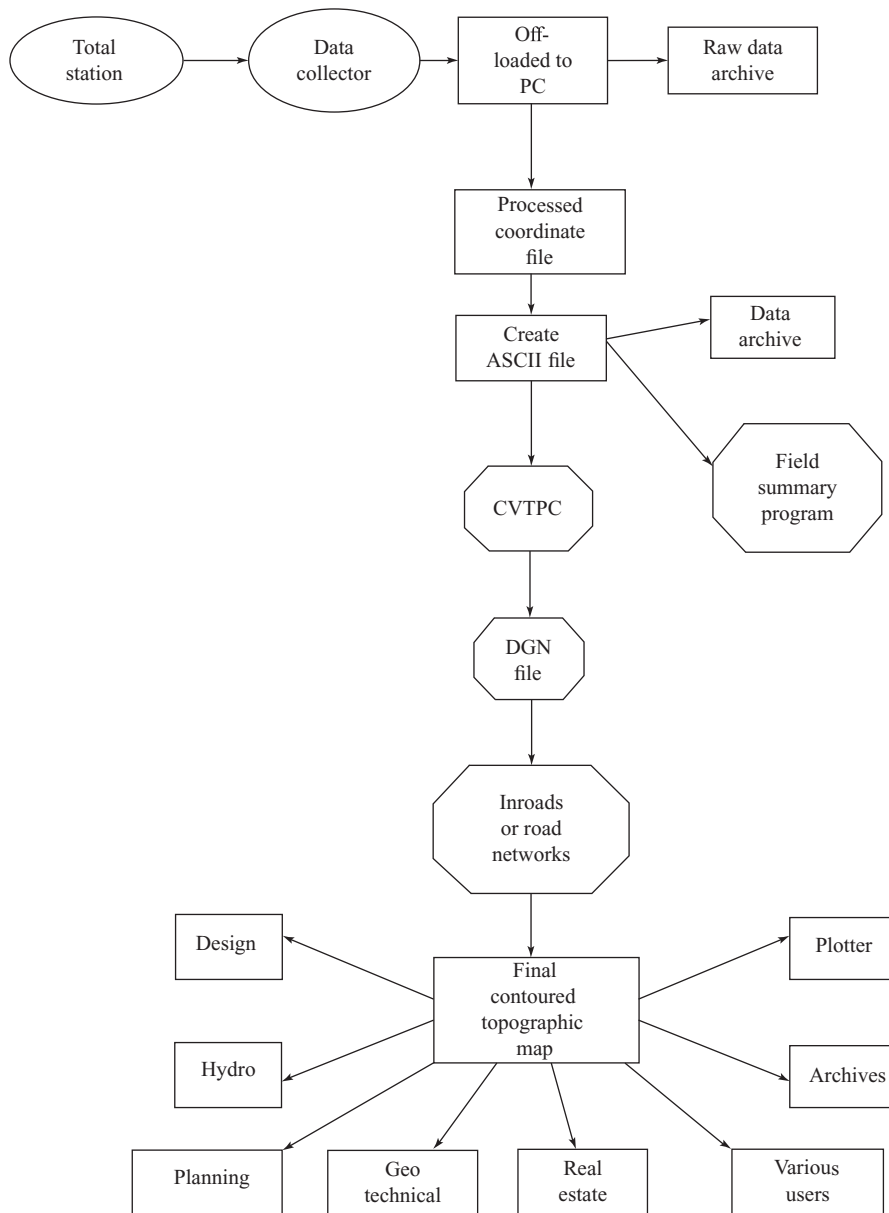 Total
station
Data
collector
Off-
loaded to
PC
Raw data
archive
Processed
coordinate
file
Create
ASCII file
Data
archive
Field
summary
program
CVTPC
DGN
file
Inroads
or road
networks
Design
Final
contoured
topographic
map
Plotter
Hydro
Archives
Planning
Geo
technical
Real
estate
Various
users